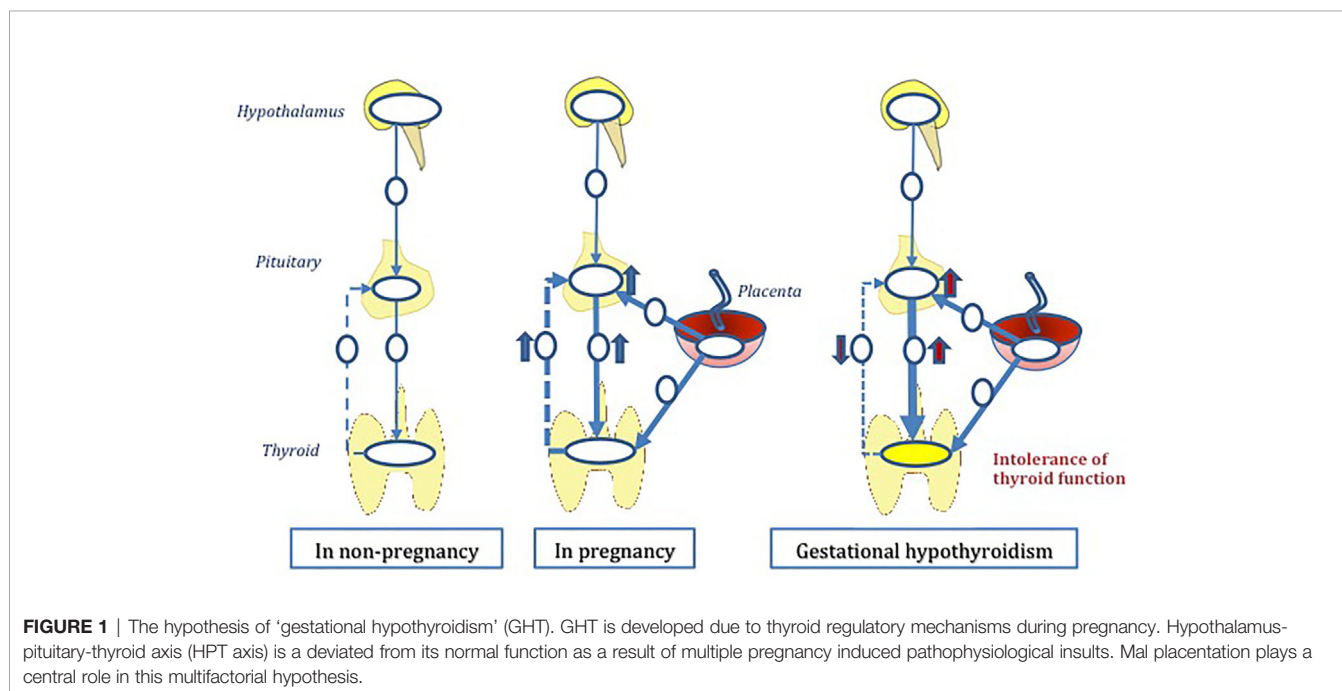 Hypothalamus
Pituitary
Placenta
Thyroid
Intolerance of
thyroid function
In non-pregnancy
In pregnancy
Gestational hypothyroidism
FIGURE 1 | The hypothesis of ‘gestational hypothyroidism’ (GHT). GHT is developed due to thyroid regulatory mechanisms during pregnancy. Hypothalamus-
pituitary-thyroid axis (HPT axis) is a deviated from its normal function as a result of multiple pregnancy induced pathophysiological insults. Mal placentation plays a
central role in this multifactorial hypothesis.